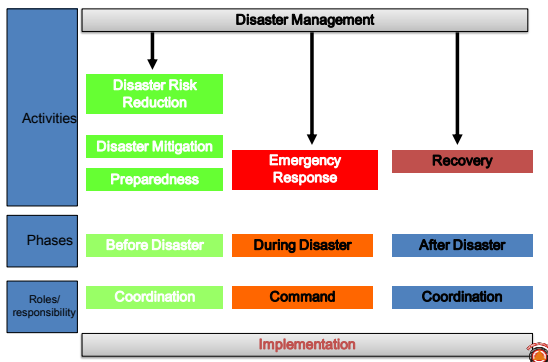 Disaster Management
Activities
Disaster Risk
Reduction
Disaster Mitigation
Preparedness
Emergency
Response
Recovery
Phases
Before Disaster
During Disaster
After Disaster
Roles/
responsibility
Coordination
Command
Coordination
Implementation